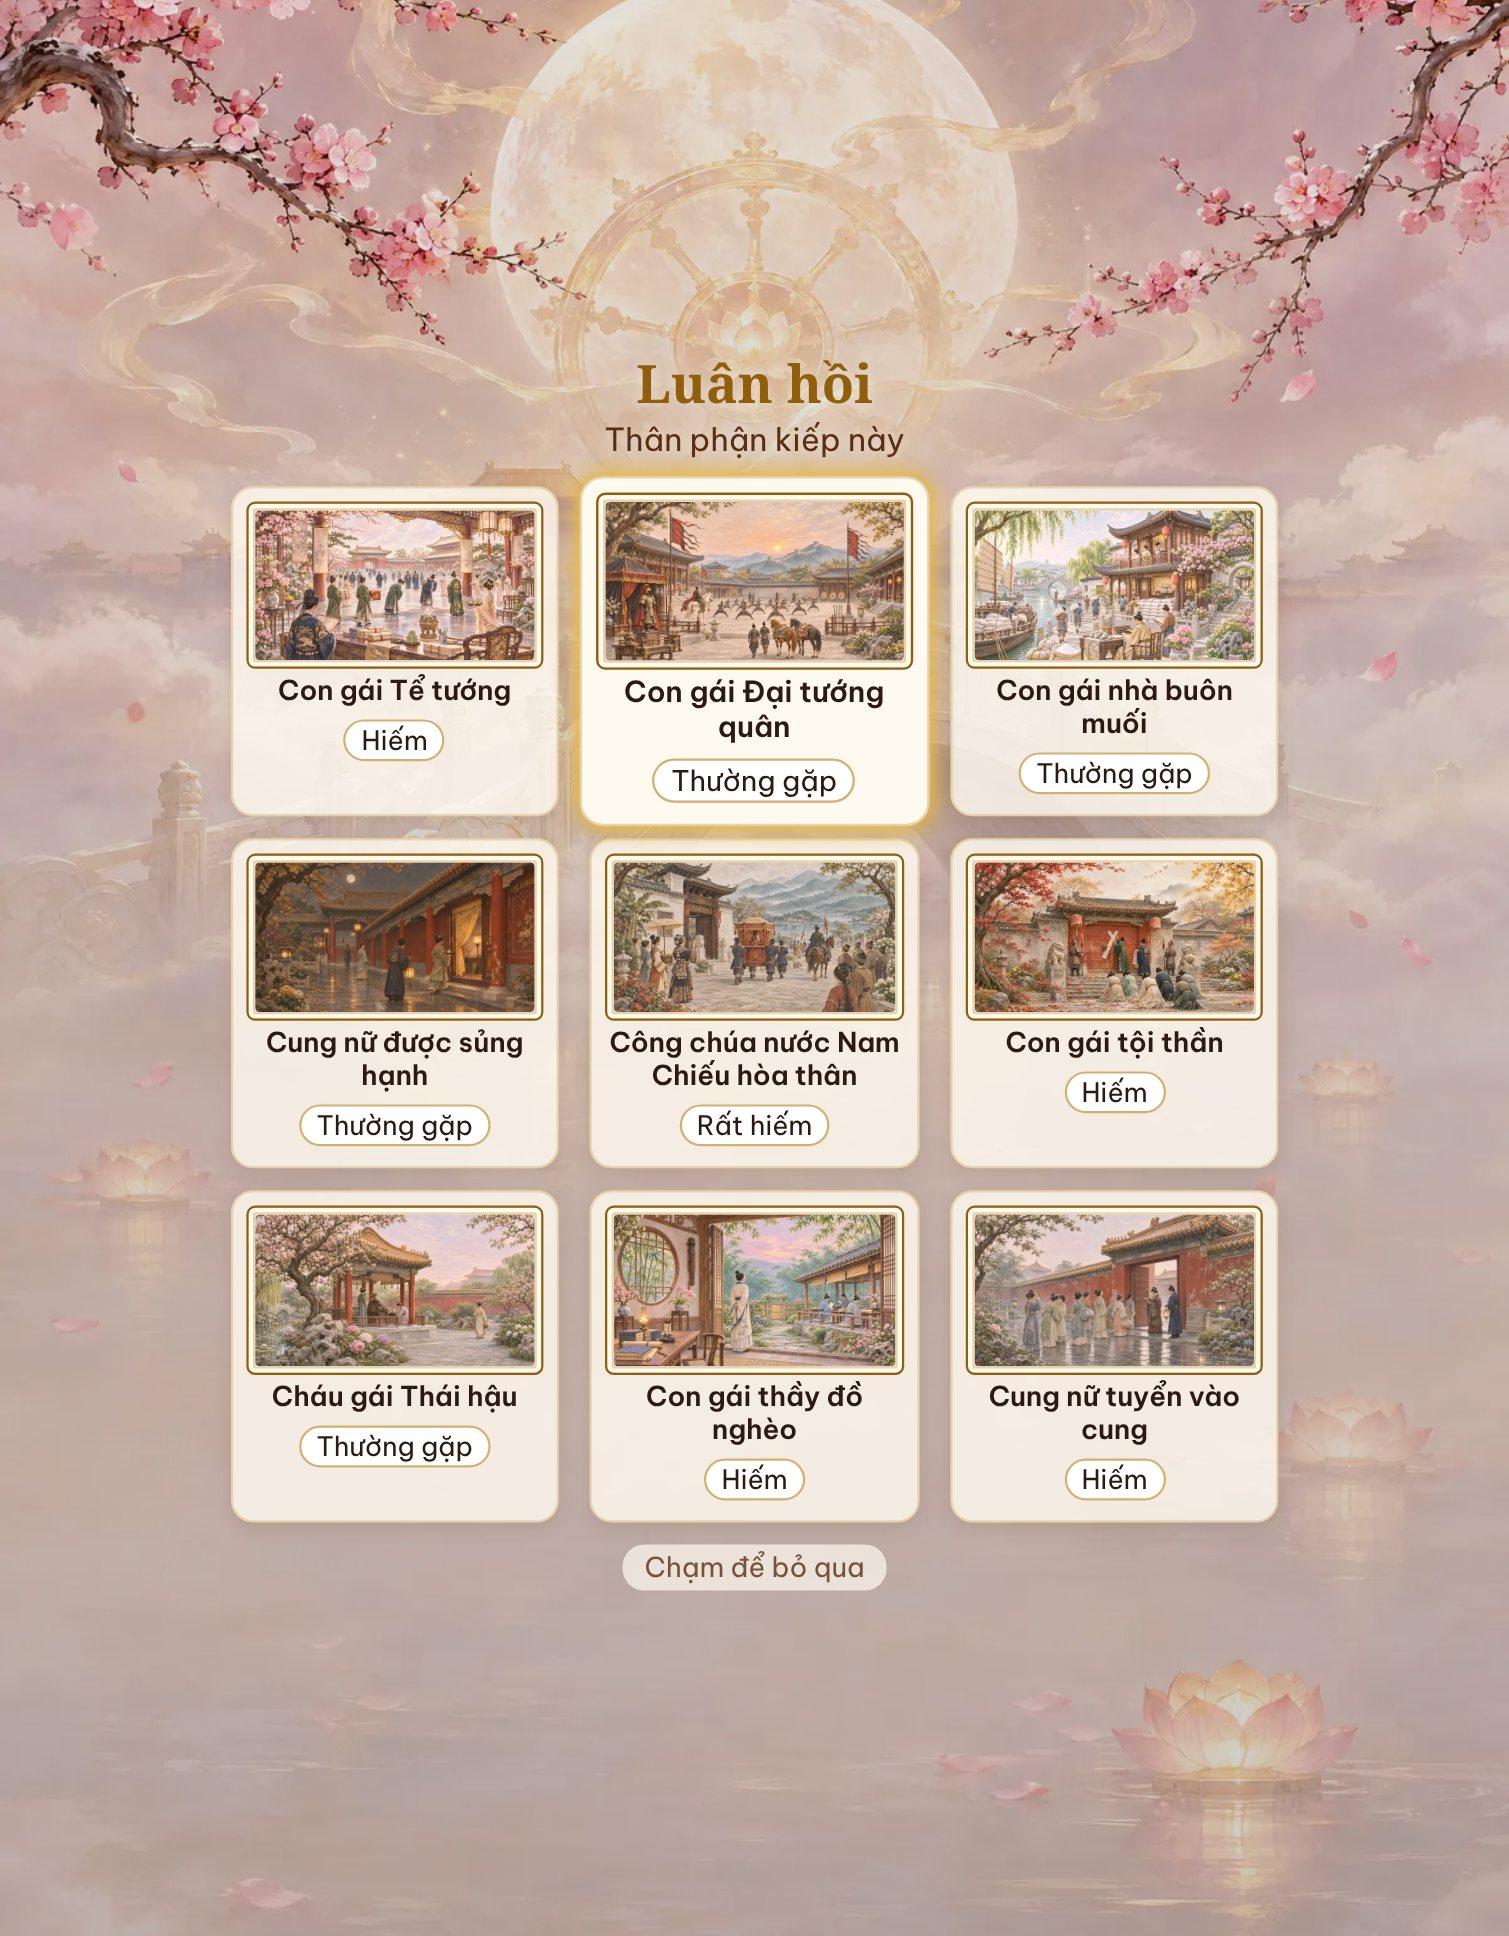 Luân hồi
Thân phận kiếp này
Con gái Tể tướng
Hiếm
Con gái Đại tướng
quân
Thường gặp
Con gái nhà buôn
muối
Thường gặp
Cung nữ được sủng
hạnh
Thường gặp
Công chúa nước Nam
Chiếu hòa thân
Rất hiếm
Con gái tội thần
Hiếm
Cháu gái Thái hậu
Thường gặp
Con gái thầy đồ
nghèo
Hiếm
Cung nữ tuyển vào
cung
Hiếm
Chạm để bỏ qua